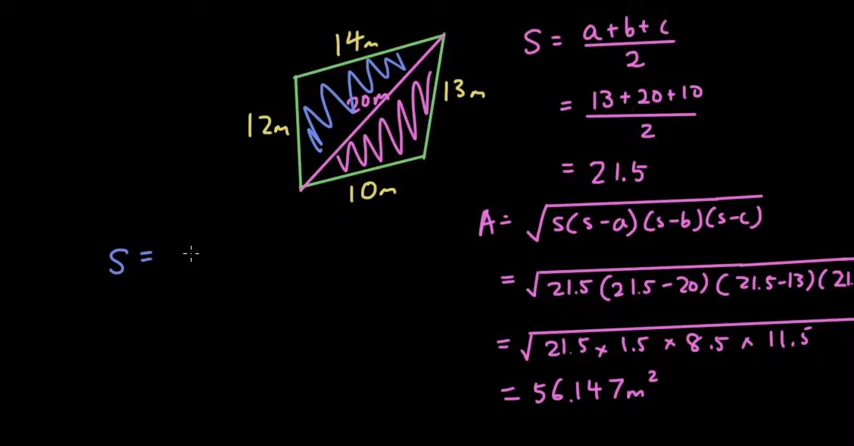 14m
20m
13m
12m
10m
S = (a+b+c)/2
= (13+20+10)/2
= 21.5
A = √(s(s-a)(s-b)(s-c))
= √21.5(21.5-20)(21.5-13)(21.
= √21.5 × 1.5 × 8.5 × 11.5
= 56.147m²
S =